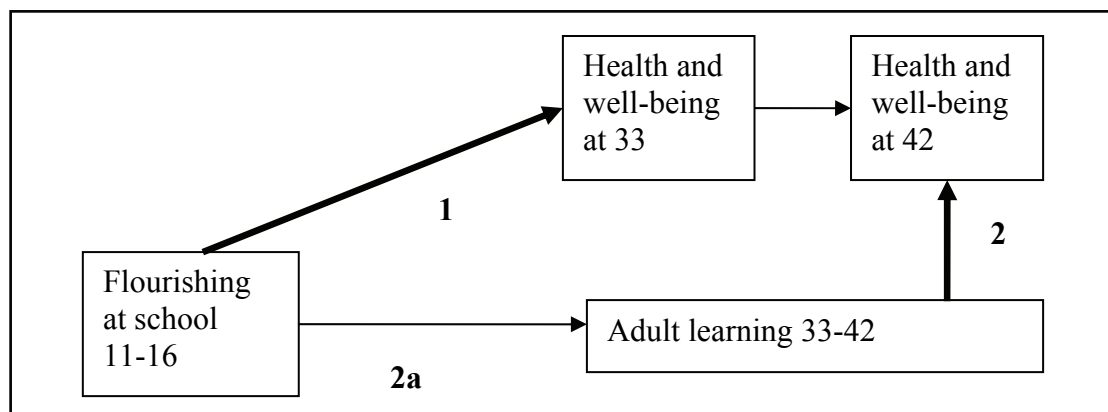 Health and
well-being
at 33
Health and
well-being
at 42
1
2
Flourishing
at school
11-16
Adult learning 33-42
2a